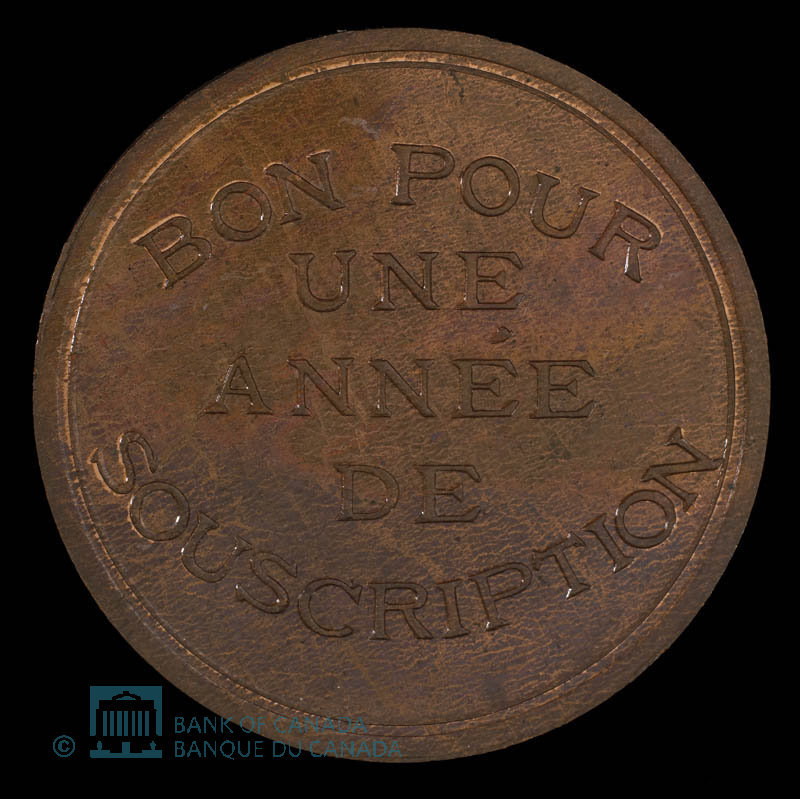 BON POUR
UNE
ANNÉE
DE
SOUSCRIPTION
© BANK OF CANADA
BANQUE DU CANADA